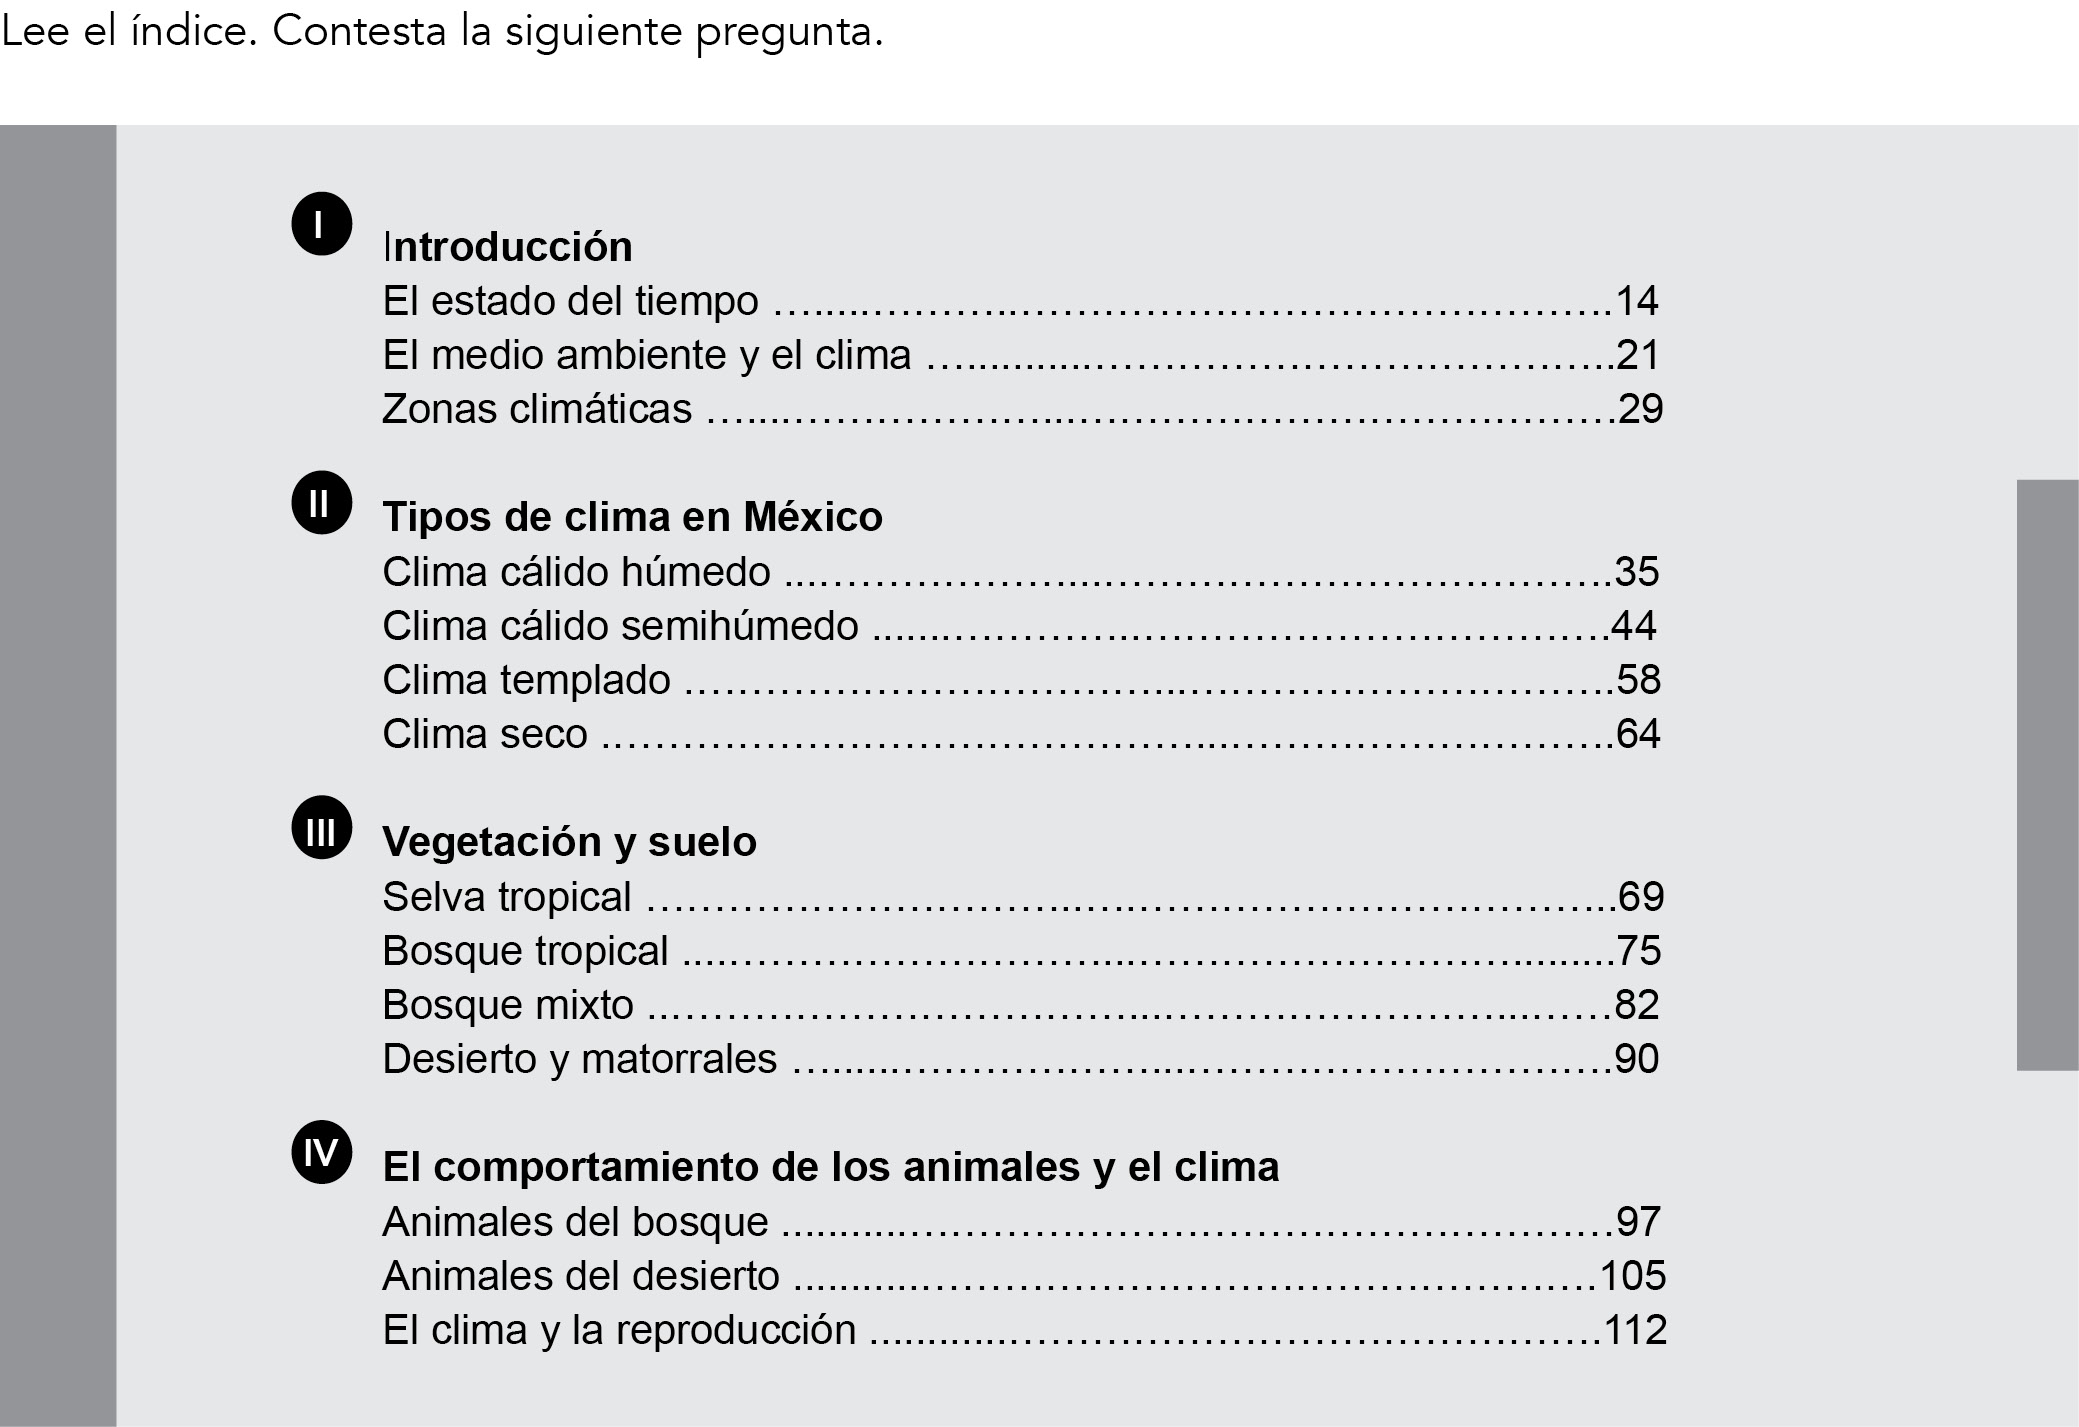 Lee el índice. Contesta la siguiente pregunta.
I
Introducción
El estado del tiempo ....................................................14
El medio ambiente y el clima ....................................................21
Zonas climáticas ....................................................29
II
Tipos de clima en México
Clima cálido húmedo ....................................................35
Clima cálido semihúmedo ....................................................44
Clima templado ....................................................58
Clima seco ....................................................64
III
Vegetación y suelo
Selva tropical ....................................................69
Bosque tropical ....................................................75
Bosque mixto ....................................................82
Desierto y matorrales ....................................................90
IV
El comportamiento de los animales y el clima
Animales del bosque ....................................................97
Animales del desierto ....................................................105
El clima y la reproducción ....................................................112